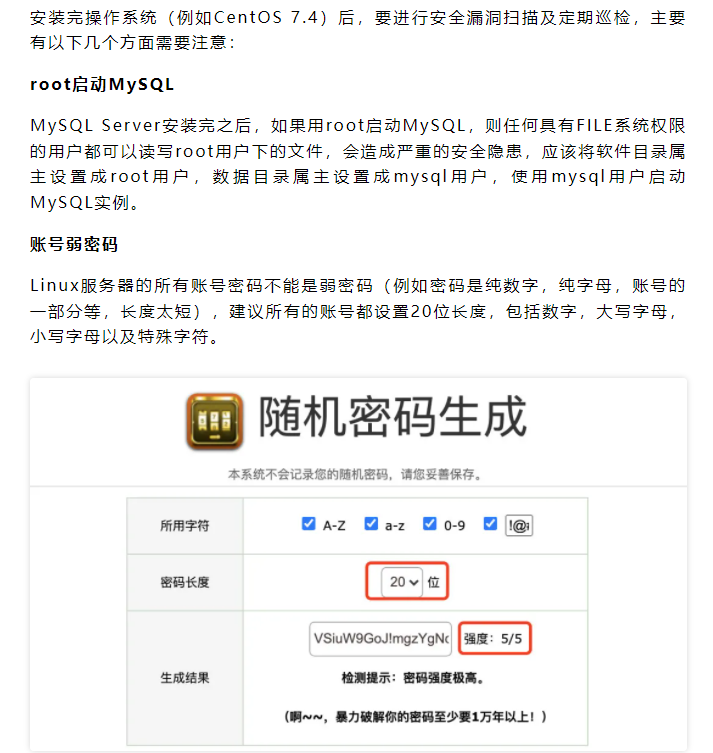 安装完操作系统（例如CentOS 7.4）后，要进行安全漏洞扫描及定期巡检，主要
有以下几个方面需要注意：
root启动MySQL
MySQL Server安装完之后，如果用root启动MySQL，则任何具有FILE系统权限
的用户都可以读写root用户下的文件，会造成严重的安全隐患，应该将软件目录属
主设置成root用户，数据目录属主设置成mysql用户，使用mysql用户启动
MySQL实例。
账号弱密码
Linux服务器的所有账号密码不能是弱密码（例如密码是纯数字，纯字母，账号的
一部分等，长度太短），建议所有的账号都设置20位长度，包括数字，大写字母，
小写字母以及特殊字符。
随机密码生成
本系统不会记录您的随机密码，请您妥善保存。
所用字符 A-Z a-z 0-9 !@
密码长度 20 位
生成结果 VSiuW9GoJ!mgzYgN 强度：5/5
检测提示：密码强度极高。
（啊~~，暴力破解你的密码至少要1万年以上！）